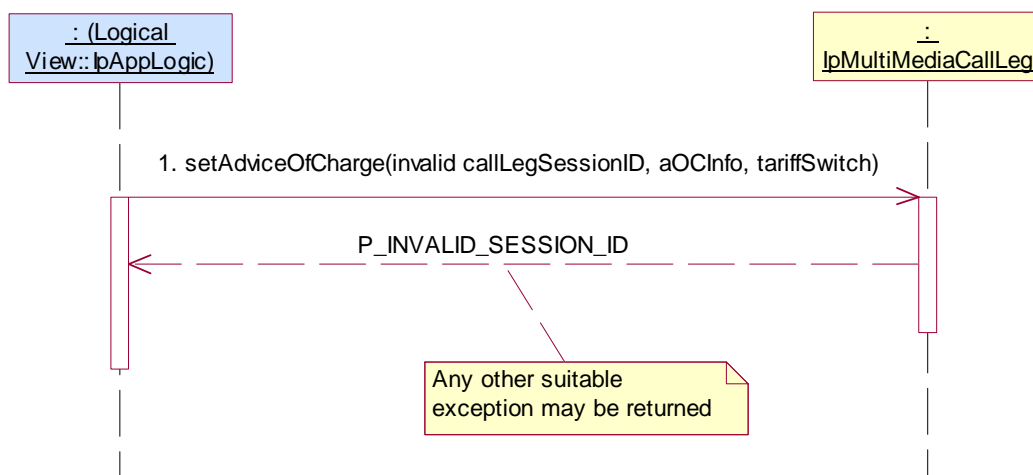 : (Logical
View::IpAppLogic)
:
IpMultiMediaCallLeg
1. setAdviceOfCharge(invalid callLegSessionID, aOCInfo, tariffSwitch)
P_INVALID_SESSION_ID
Any other suitable
exception may be returned